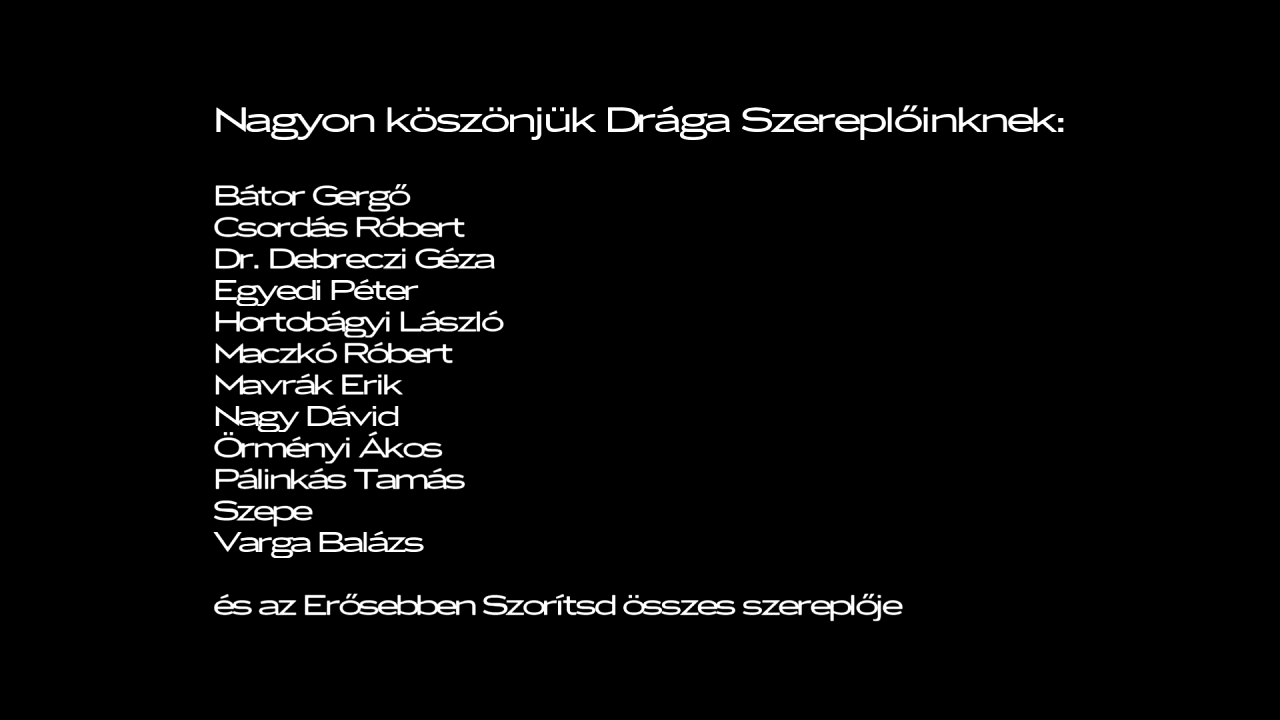 Nagyon köszönjük Drága Szereplőinknek:
Bátor Gergő
Csordás Róbert
Dr. Debreczi Géza
Egyedi Péter
Hortobágyi László
Maczkó Róbert
Mavrák Erik
Nagy Dávid
Örményi Ákos
Pálinkás Tamás
Szepe
Varga Balázs
és az Erősebben Szorítsd összes szereplője